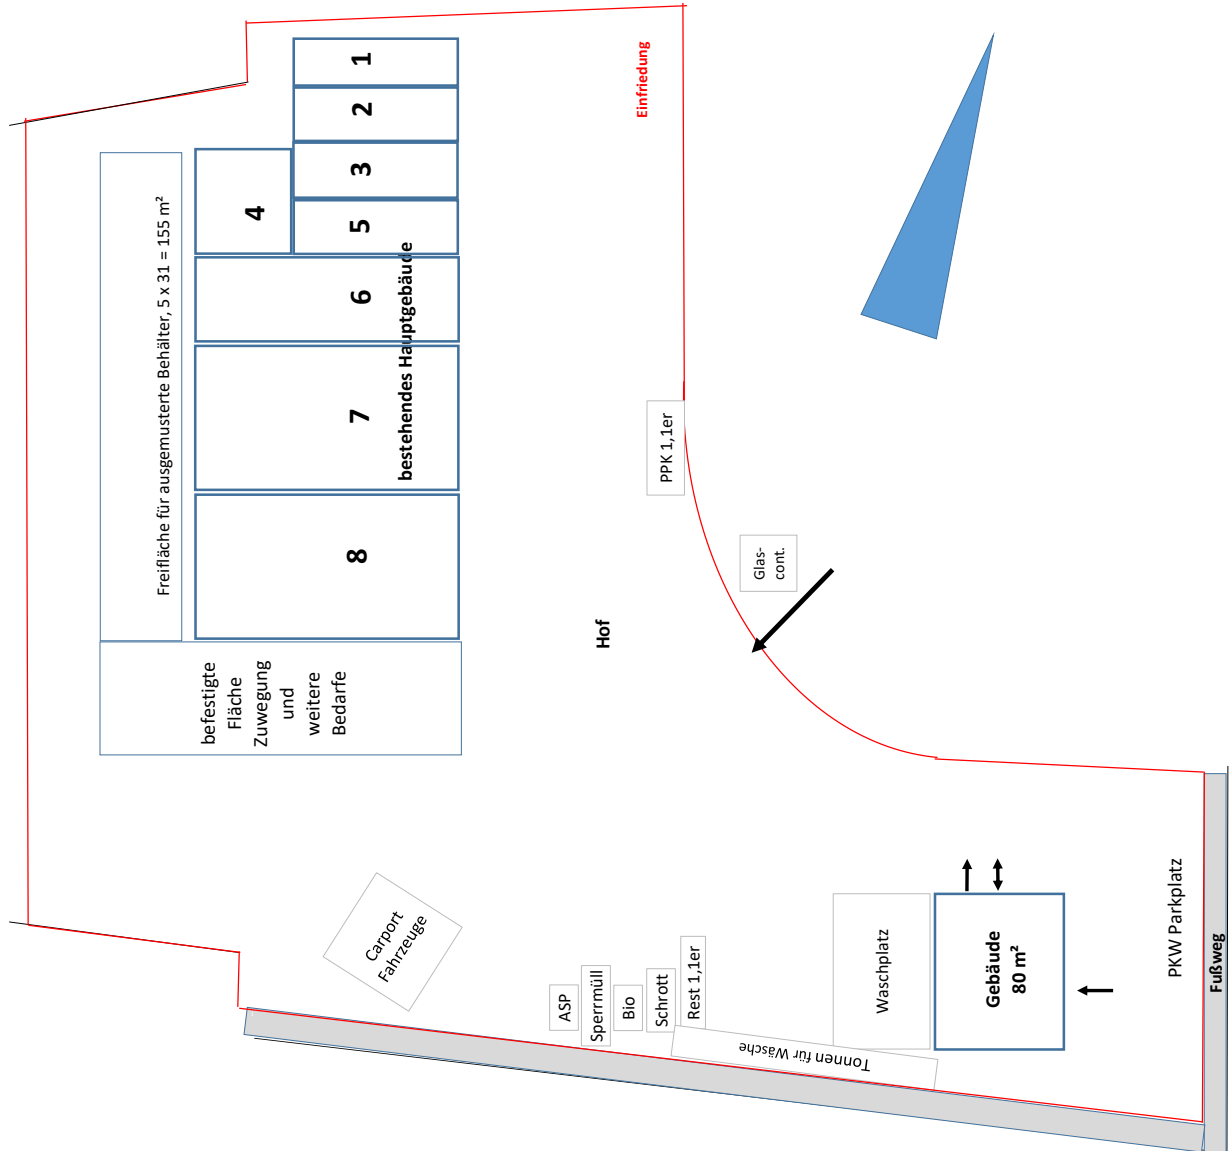 Einfriedung
1
2
3
4
5
6
7
8
bestehendes Hauptgebäude
Freifläche für ausgemusterte Behälter, 5 x 31 = 155 m²
befestigte
Fläche
Zuwegung
und
weitere
Bedarfe
PPK 1,1er
Glas-
cont.
Hof
Carport
Fahrzeuge
ASP
Sperrmüll
Bio
Schrott
Rest 1,1er
Tonnen für Wäsche
Waschplatz
Gebäude
80 m²
PKW Parkplatz
Fußweg